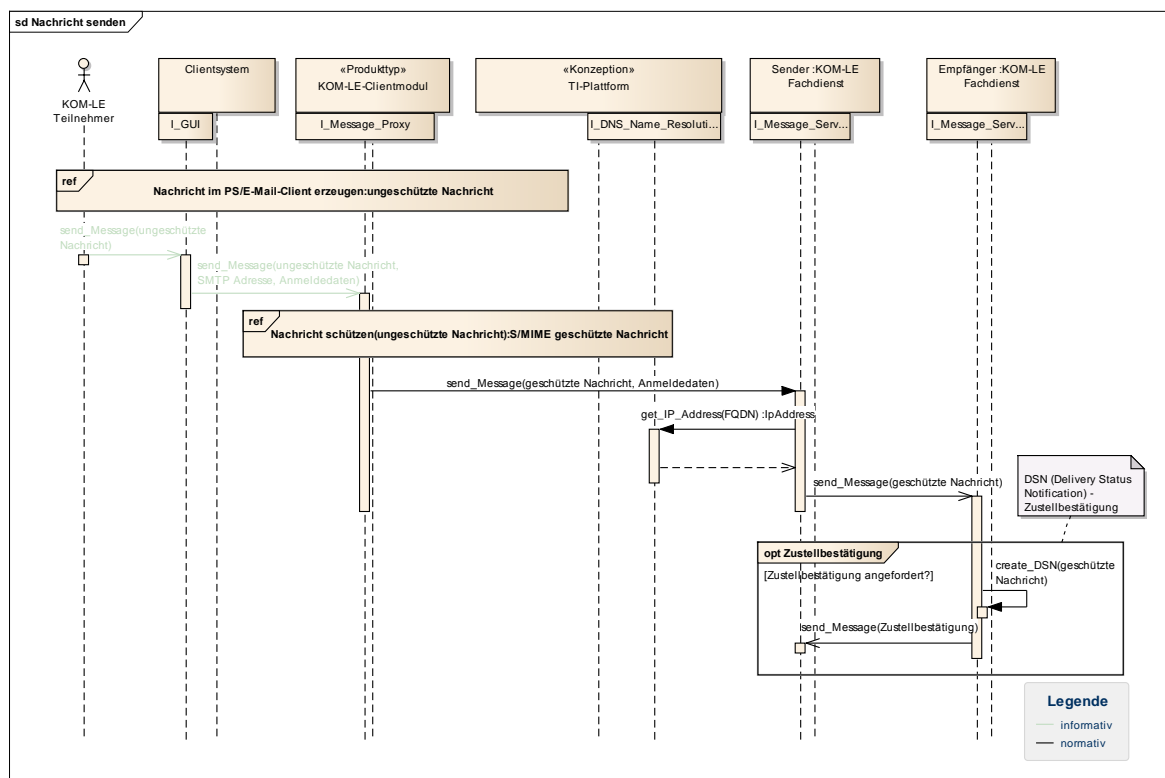 sd Nachricht senden
KOM-LE
Teilnehmer
Clientsystem
I_GUI
«Produkttyp»
KOM-LE-Clientmodul
I_Message_Proxy
«Konzeption»
TI-Plattform
I_DNS_Name_Resoluti...
Sender :KOM-LE
Fachdienst
I_Message_Serv...
Empfänger :KOM-LE
Fachdienst
I_Message_Serv...
ref
Nachricht im PS/E-Mail-Client erzeugen:ungeschützte Nachricht
send_Message(ungeschützte
Nachricht)
send_Message(ungeschützte Nachricht,
SMTP Adresse, Anmeldedaten)
ref
Nachricht schützen(ungeschützte Nachricht):S/MIME geschützte Nachricht
send_Message(geschützte Nachricht, Anmeldedaten)
get_IP_Address(FQDN) :IpAddress
send_Message(geschützte Nachricht)
DSN (Delivery Status
Notification) -
Zustellbestätigung
opt Zustellbestätigung
[Zustellbestätigung angefordert?]
create_DSN(geschützte
Nachricht)
send_Message(Zustellbestätigung)
Legende
informativ
normativ